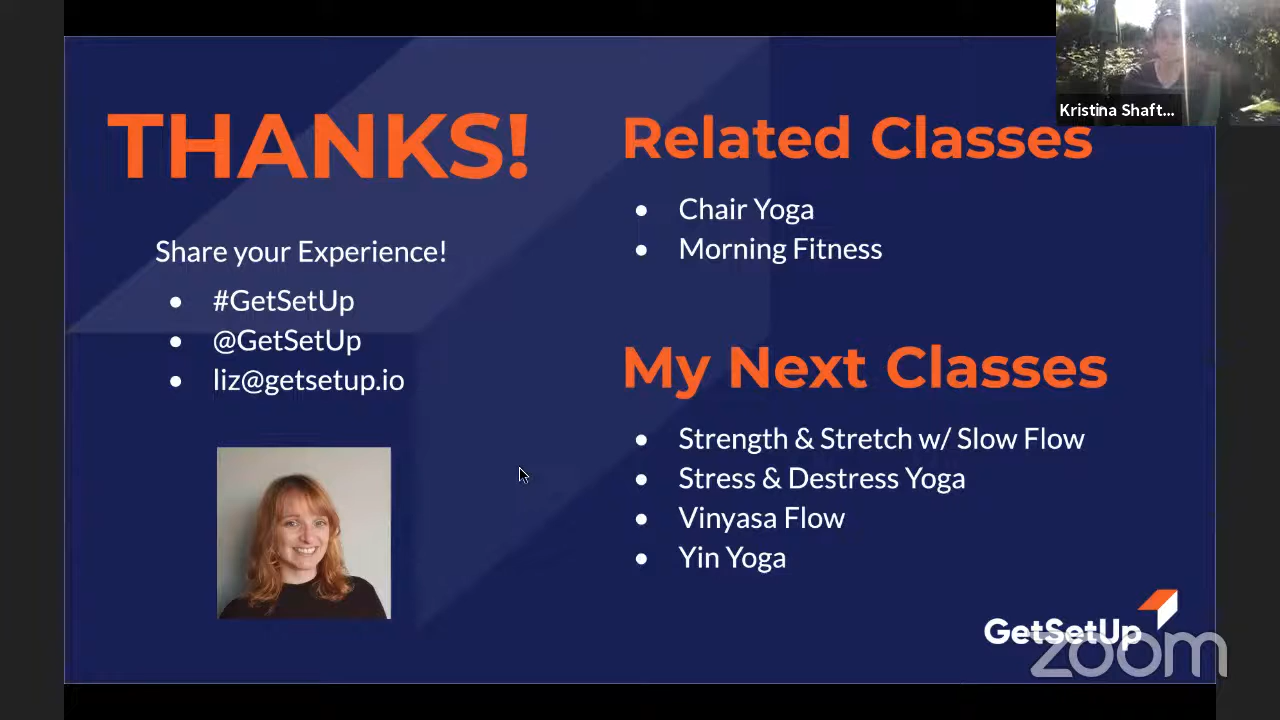 THANKS!
Share your Experience!
#GetSetUp
@GetSetUp
liz@getsetup.io
Related Classes
Chair Yoga
Morning Fitness
My Next Classes
Strength & Stretch w/ Slow Flow
Stress & Destress Yoga
Vinyasa Flow
Yin Yoga
Kristina Shaft...
GetSetUp
zoom